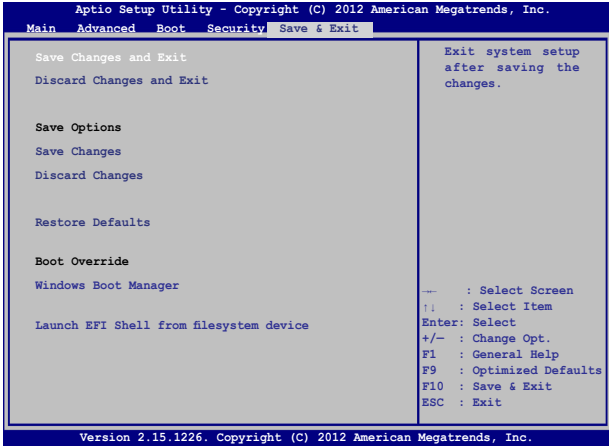 Aptio Setup Utility - Copyright (C) 2012 American Megatrends, Inc.
Main Advanced Boot Security Save & Exit
Save Changes and Exit
Discard Changes and Exit
Save Options
Save Changes
Discard Changes
Restore Defaults
Boot Override
Windows Boot Manager
Launch EFI Shell from filesystem device
Exit system setup
after saving the
changes.
→← : Select Screen
↑↓ : Select Item
Enter: Select
+/— : Change Opt.
F1 : General Help
F9 : Optimized Defaults
F10 : Save & Exit
ESC : Exit
Version 2.15.1226. Copyright (C) 2012 American Megatrends, Inc.